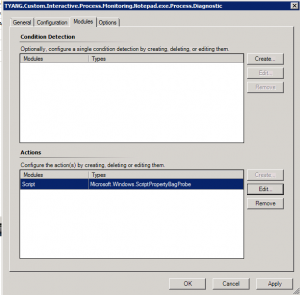 TYANG.Custom.Interactive.Process.Monitoring.Notepad.exe.Process.Diagnostic
General Configuration Modules Options
Condition Detection
Optionally, configure a single condition detection by creating, deleting or editing them.
Modules Types Create...
Edit...
Remove
Actions
Configure the action(s) by creating, deleting or editing them.
Modules Types Create...
Script Microsoft.Windows.ScriptPropertyBagProbe Edit...
Remove
OK Cancel Apply